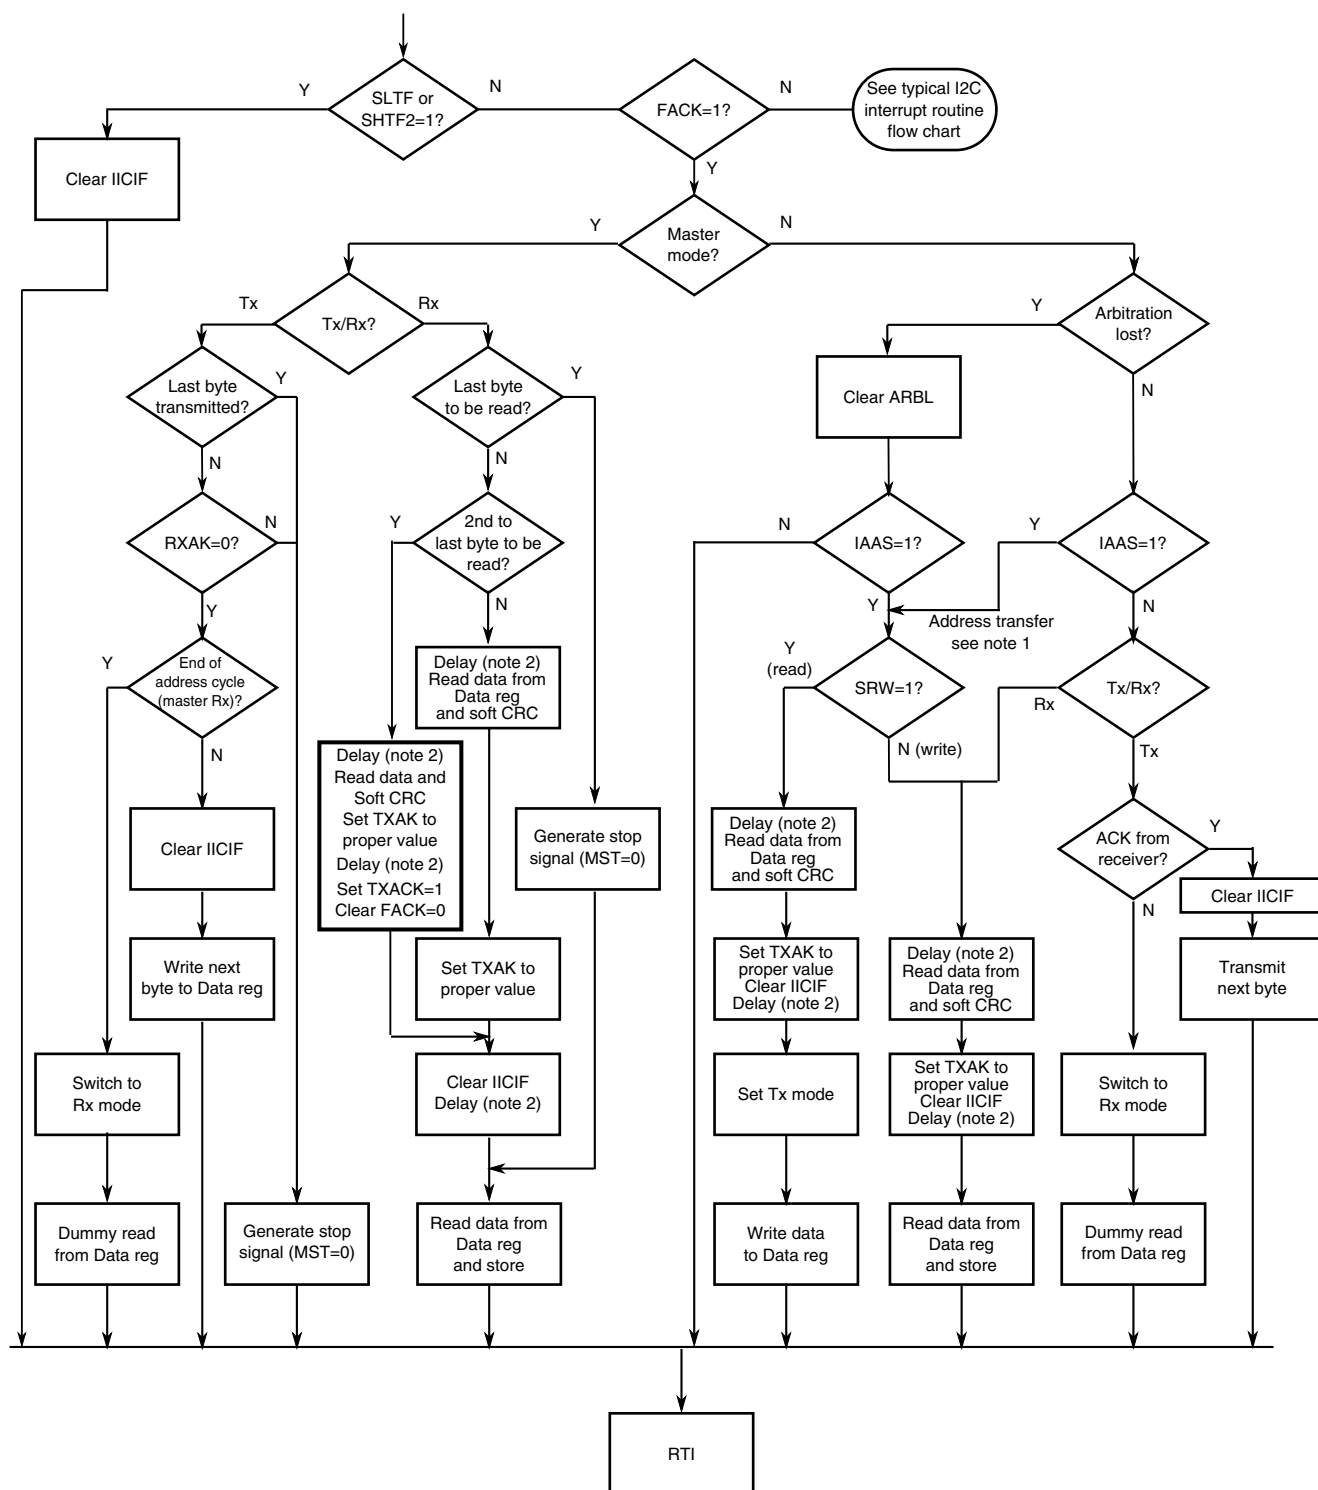 Y
SLTF or
SHTF2=1?
N
FACK=1?
N
See typical I2C
interrupt routine
flow chart
Clear IICIF
Y
Y
Master
mode?
N
Tx
Tx/Rx?
Rx
Y
Arbitration
lost?
Last byte
transmitted?
Y
Last byte
to be read?
Y
Clear ARBL
N
N
N
RXAK=0?
N
Y
2nd to
last byte to be
read?
N
IAAS=1?
Y
IAAS=1?
Y
N
Y
Address transfer
see note 1
N
Y
End of
address cycle
(master Rx)?
Delay (note 2)
Read data from
Data reg
and soft CRC
Y
(read)
SRW=1?
Rx
Tx/Rx?
N
N (write)
Tx
Delay (note 2)
Read data and
Soft CRC
Set TXAK to
proper value
Delay (note 2)
Set TXACK=1
Clear FACK=0
Clear IICIF
Generate stop
signal (MST=0)
Delay (note 2)
Read data from
Data reg
and soft CRC
ACK from
receiver?
Y
Clear IICIF
N
Write next
byte to Data reg
Set TXAK to
proper value
Set TXAK to
proper value
Clear IICIF
Delay (note 2)
Delay (note 2)
Read data from
Data reg
and soft CRC
Transmit
next byte
Switch to
Rx mode
Clear IICIF
Delay (note 2)
Set Tx mode
Set TXAK to
proper value
Clear IICIF
Delay (note 2)
Switch to
Rx mode
Dummy read
from Data reg
Generate stop
signal (MST=0)
Read data from
Data reg
and store
Write data
to Data reg
Read data from
Data reg
and store
Dummy read
from Data reg
RTI